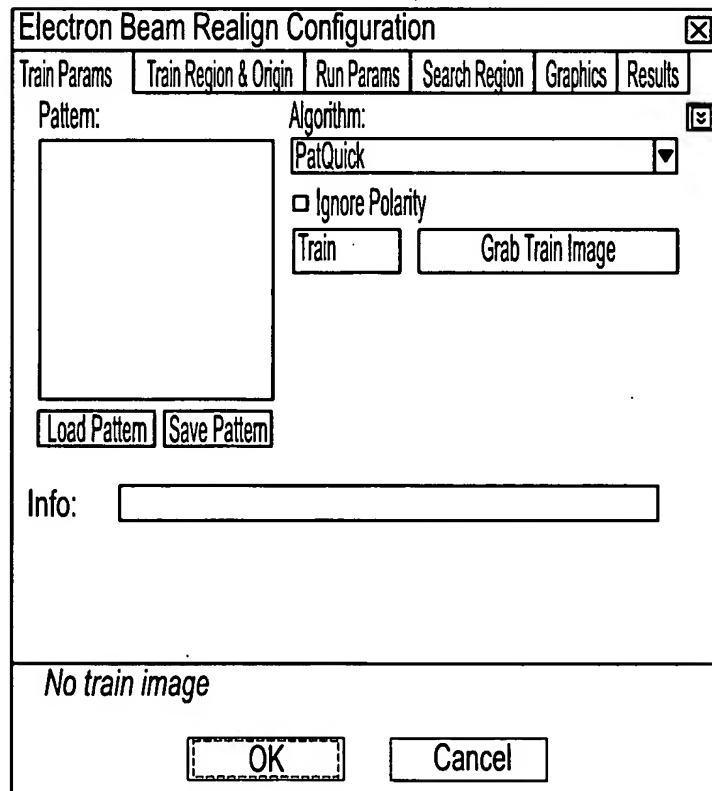 Electron Beam Realign Configuration
Train Params Train Region & Origin Run Params Search Region Graphics Results
Pattern: Algorithm:
PatQuick
Ignore Polarity
Train Grab Train Image
Load Pattern Save Pattern
Info:
No train image
OK Cancel